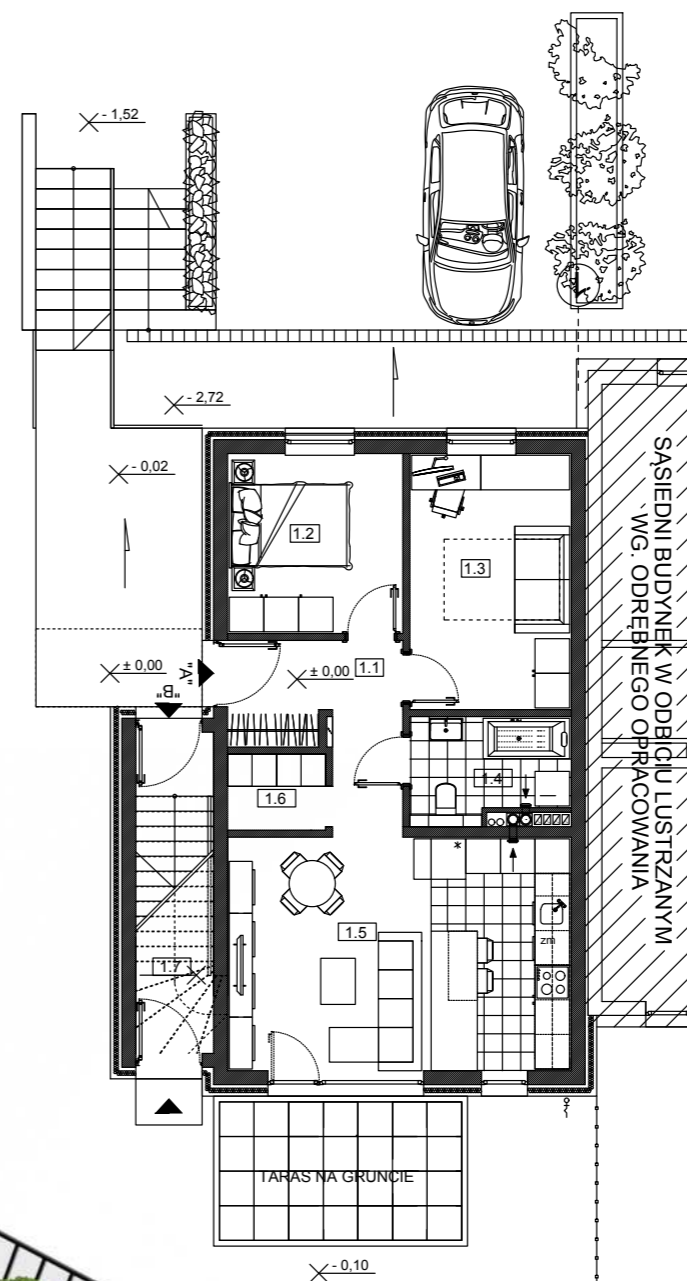 - 1,52
- 2,72
- 0,02
SĄSIEDNI BUDYNEK W ODBICIU LUSTRZANYM
WG. ODRĘBNEGO OPRACOWANIA
1.2
1.3
± 0,00
"A"
± 0,00
1.1
"B"
1.4
1.6
*
1.5
zm
1.7
TARAS NA GRUNCIE
- 0,10